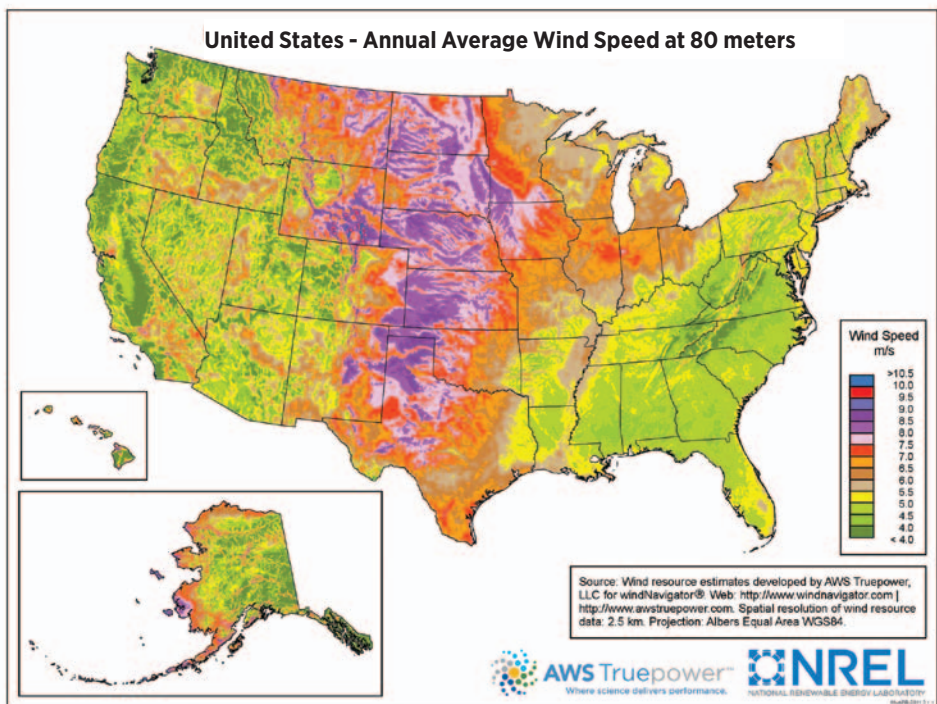 United States - Annual Average Wind Speed at 80 meters
Wind Speed
m/s
>10.5
10.0
9.5
9.0
8.5
8.0
7.5
7.0
6.5
6.0
5.5
5.0
4.5
4.0
< 4.0
Source: Wind resource estimates developed by AWS Truepower,
LLC for windNavigator® Web: http://www.windnavigator.com |
http://www.awstruepower.com. Spatial resolution of wind resource
data: 2.5 km. Projection: Albers Equal Area WGS84.
AWS Truepower™
Where science delivers performance.
NREL
NATIONAL RENEWABLE ENERGY LABORATORY